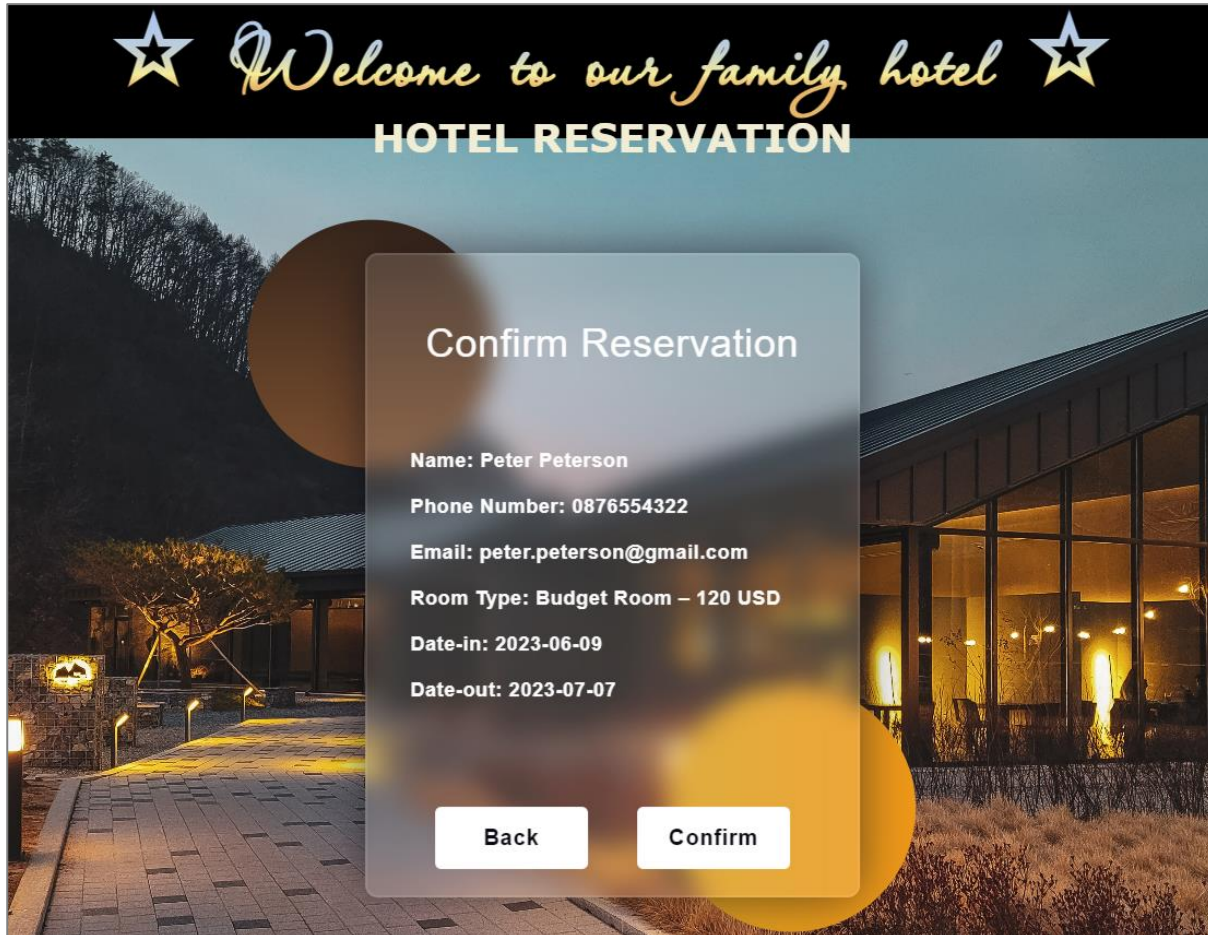 Welcome to our family hotel
HOTEL RESERVATION
Confirm Reservation
Name: Peter Peterson
Phone Number: 0876554322
Email: peter.peterson@gmail.com
Room Type: Budget Room – 120 USD
Date-in: 2023-06-09
Date-out: 2023-07-07
Back Confirm